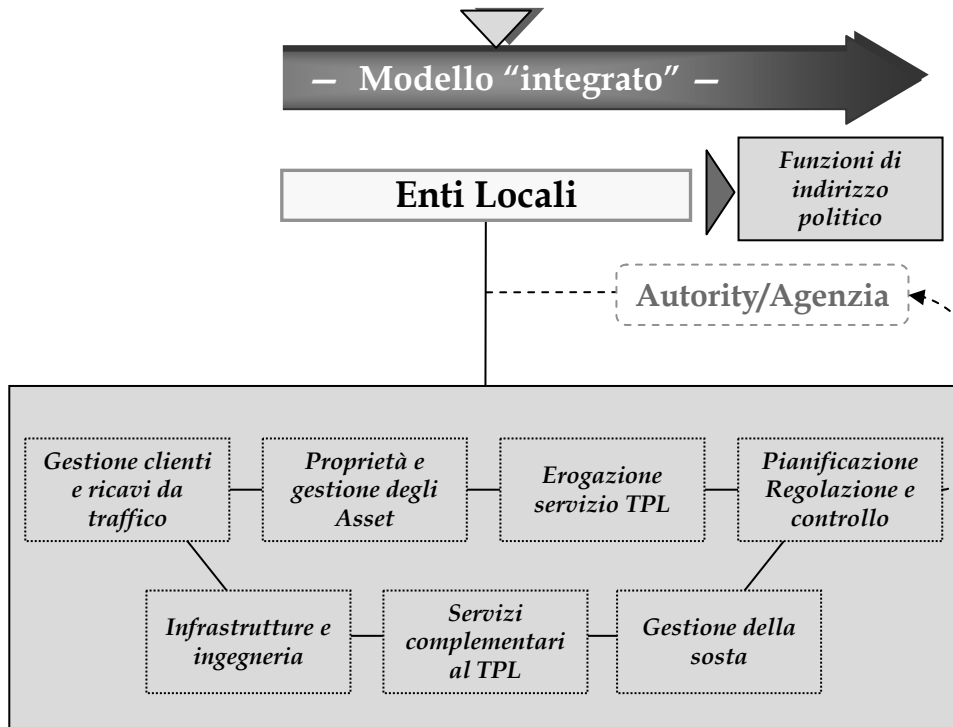 — Modello “integrato” —
Funzioni di
indirizzo
politico
Enti Locali
Autority/Agenzia
Gestione clienti
e ricavi da
traffico
Proprietà e
gestione degli
Asset
Erogazione
servizio TPL
Pianificazione
Regolazione e
controllo
Infrastrutture e
ingegneria
Servizi
complementari
al TPL
Gestione della
sosta